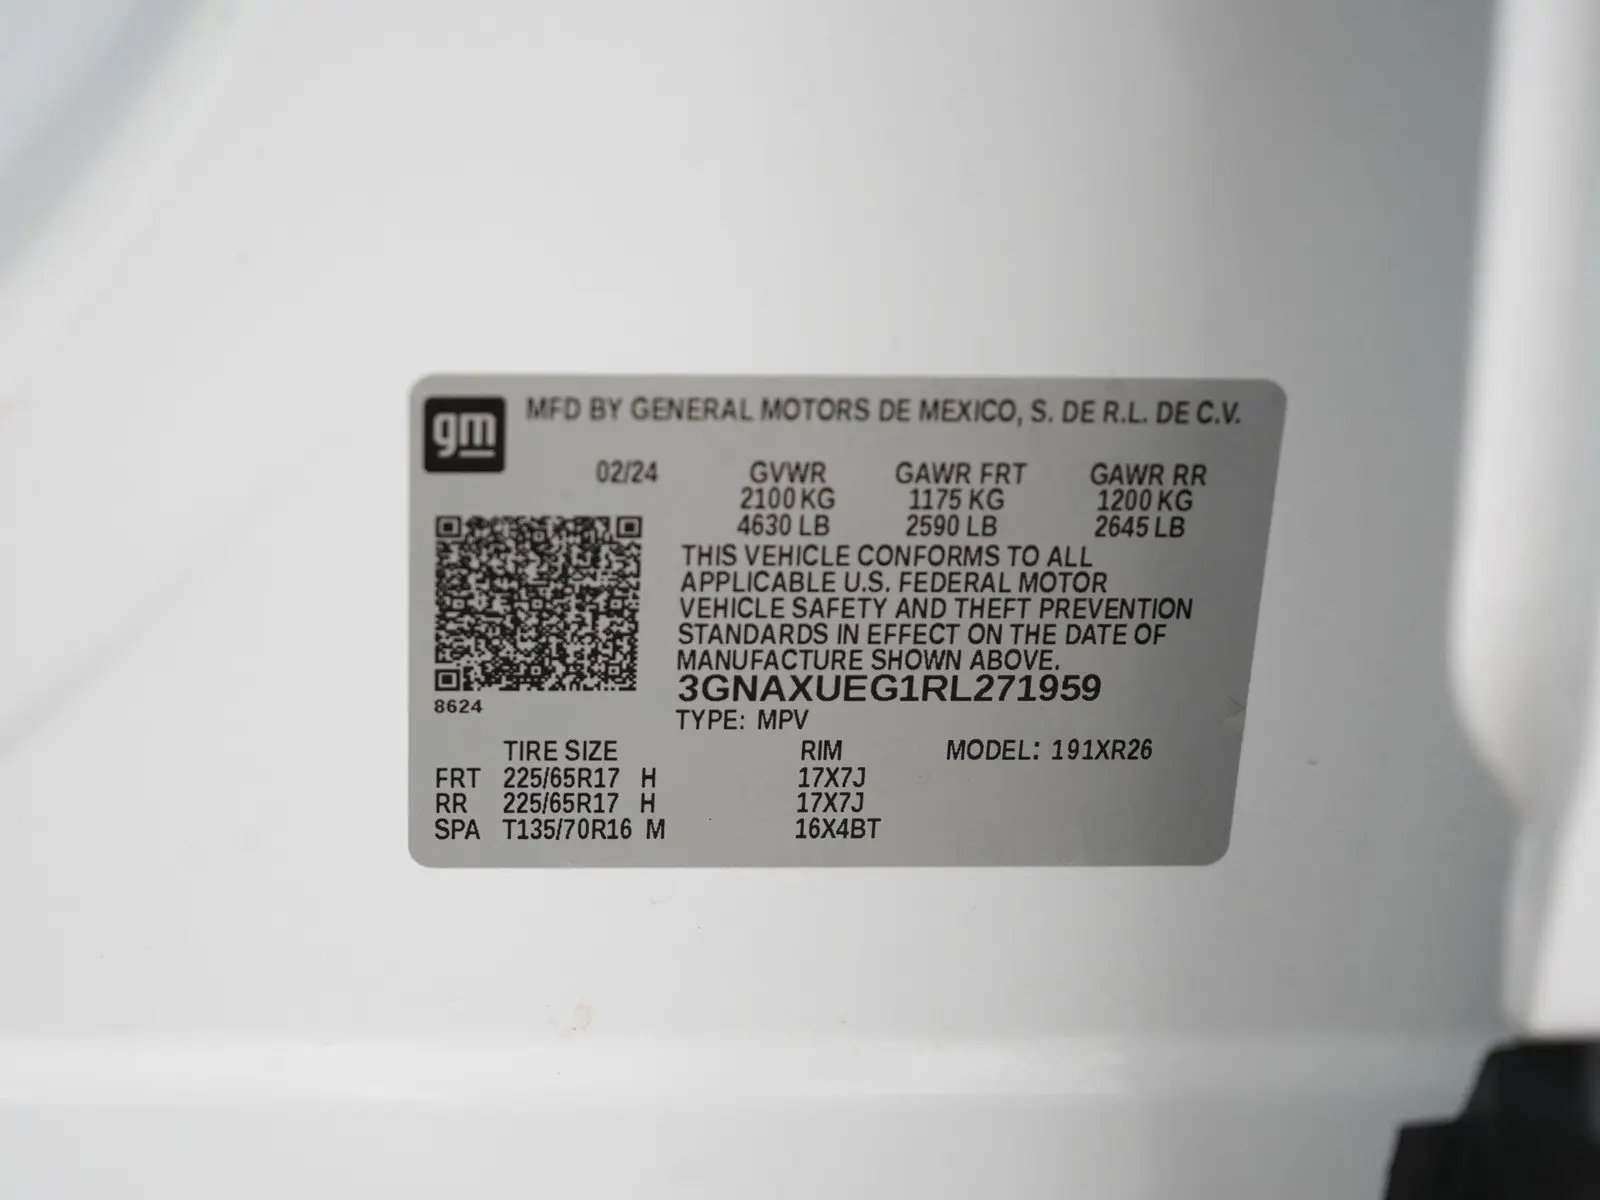 gm
MFD BY GENERAL MOTORS DE MEXICO, S. DE R.L. DE C.V.
02/24 GVWR GAWR FRT GAWR RR
2100 KG 1175 KG 1200 KG
4630 LB 2590 LB 2645 LB
THIS VEHICLE CONFORMS TO ALL
APPLICABLE U.S. FEDERAL MOTOR
VEHICLE SAFETY AND THEFT PREVENTION
STANDARDS IN EFFECT ON THE DATE OF
MANUFACTURE SHOWN ABOVE.
3GNAXUEG1RL271959
8624
TYPE: MPV
TIRE SIZE RIM MODEL: 191XR26
FRT 225/65R17 H 17X7J
RR 225/65R17 H 17X7J
SPA T135/70R16 M 16X4BT